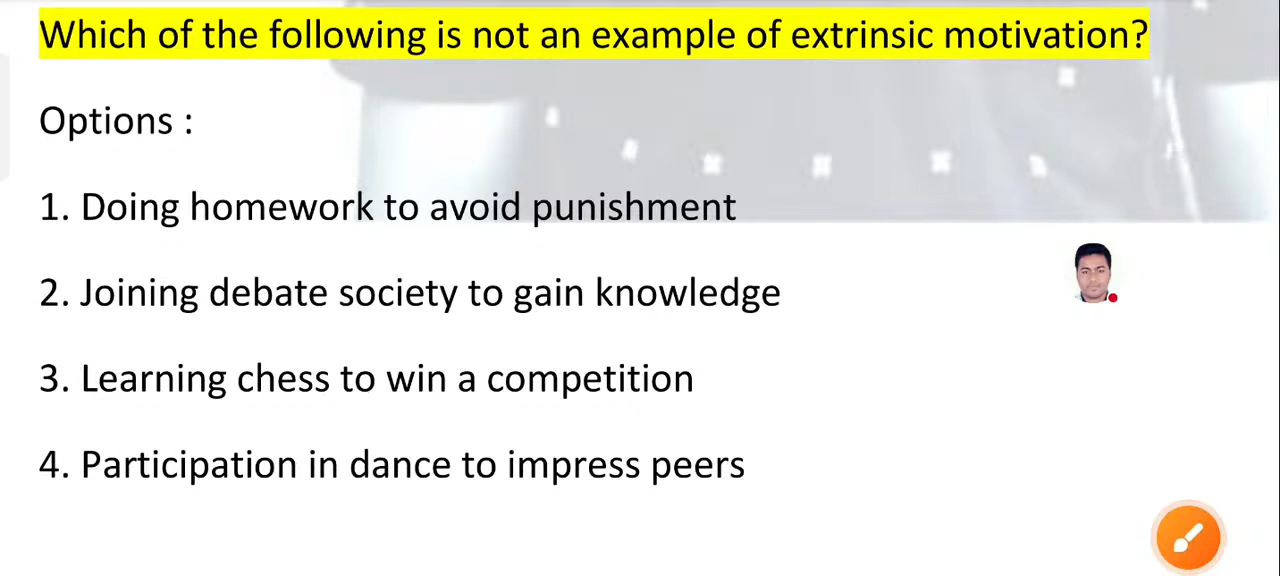 Which of the following is not an example of extrinsic motivation?
Options :
1. Doing homework to avoid punishment
2. Joining debate society to gain knowledge
3. Learning chess to win a competition
4. Participation in dance to impress peers